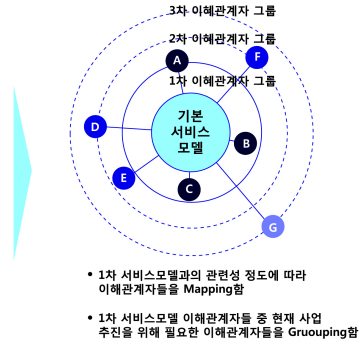 3차 이혜관계자 그룹
2차 이혜관계자 그룹
A
F
1차 이혜관계자 그룹
기본
서비스
모델
D
B
E
C
G
• 1차 서비스모델과의 관련성 정도에 따라
이해관계자들을 Mapping함
• 1차 서비스모델 이혜관계자들 중 현재 사업
추진을 위해 필요한 이혜관계자들을 Gruouping함